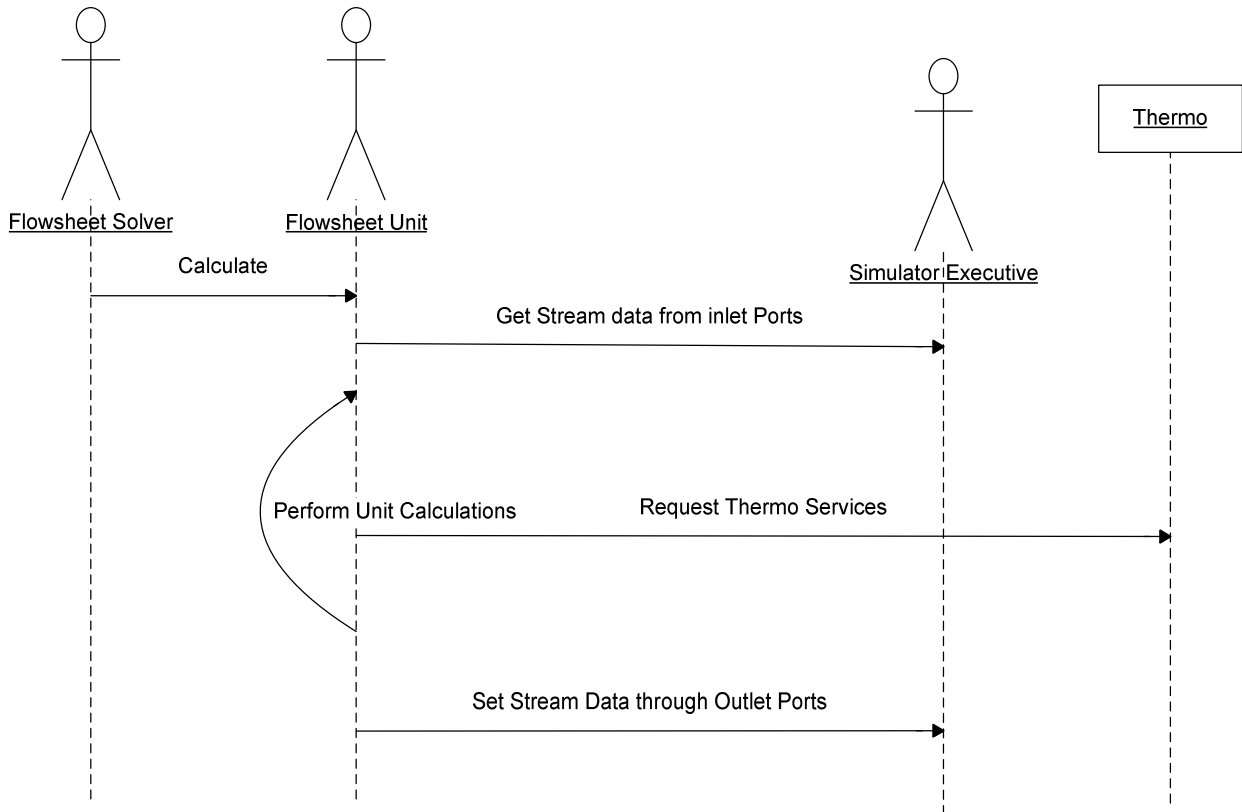 Thermo
Flowsheet Solver
Flowsheet Unit
Calculate
Simulator Executive
Get Stream data from inlet Ports
Perform Unit Calculations
Request Thermo Services
Set Stream Data through Outlet Ports